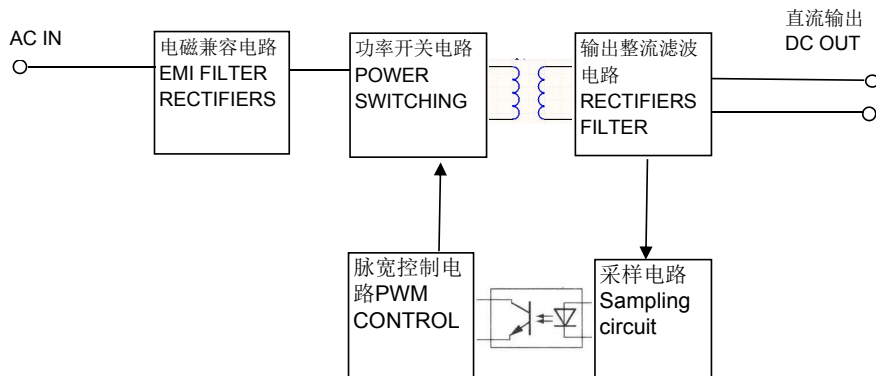 AC IN
电磁兼容电路
EMI FILTER
RECTIFIERS
功率开关电路
POWER
SWITCHING
输出整流滤波
电路
RECTIFIERS
FILTER
直流输出
DC OUT
脉宽控制电
路PWM
CONTROL
采样电路
Sampling
circuit